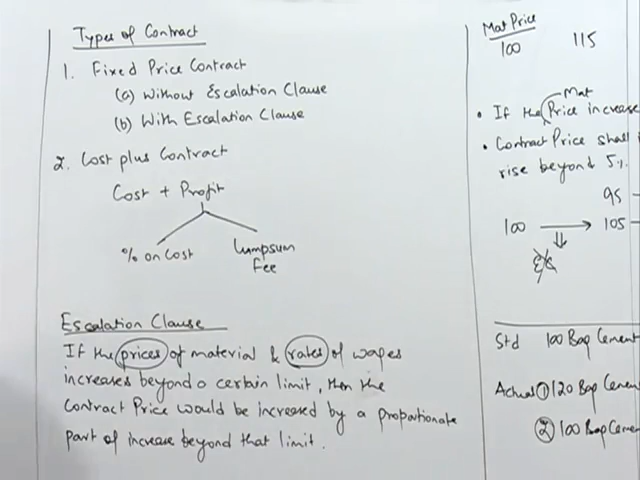 Types of Contract
1. Fixed Price Contract
(a) Without Escalation Clause
(b) With Escalation Clause
2. Cost plus Contract
Cost + Profit
% on Cost
Lumpsum
Fee
Escalation Clause
If the prices of material & rates of wages
increases beyond a certain limit, then the
Contract Price would be increased by a proportionate
part of increase beyond that limit.
Mat Price
100 115
Mat
• If the Price increase
• Contract Price shall
rise beyond 5%.
95
100 → 105
Std 100 Bag Cement
Actual ① 120 Bag Cemen
② 100 Bag Cemen